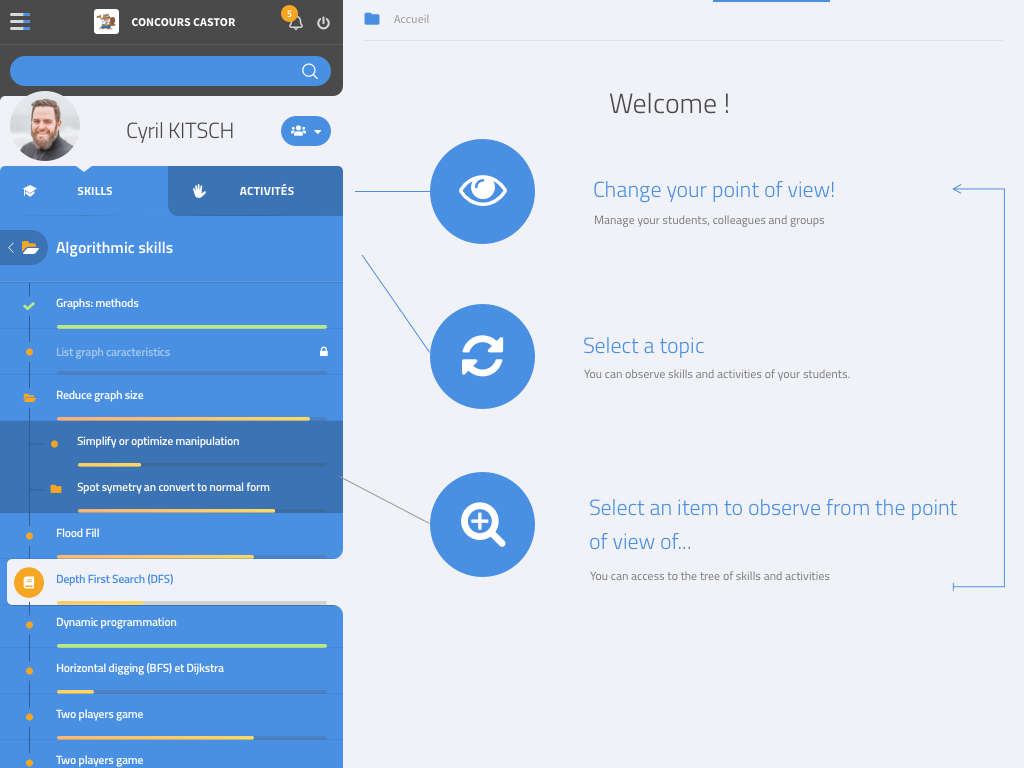 CONCOURS CASTOR
5
Accueil
Cyril KITSCH
SKILLS
ACTIVITÉS
Algorithmic skills
Graphs: methods
List graph caracteristics
Reduce graph size
Simplify or optimize manipulation
Spot symetry an convert to normal form
Flood Fill
Depth First Search (DFS)
Dynamic programmation
Horizontal digging (BFS) et Dijkstra
Two players game
Two players game
Welcome !
Change your point of view!
Manage your students, colleagues and groups
Select a topic
You can observe skills and activities of your students.
Select an item to observe from the point
of view of...
You can access to the tree of skills and activities